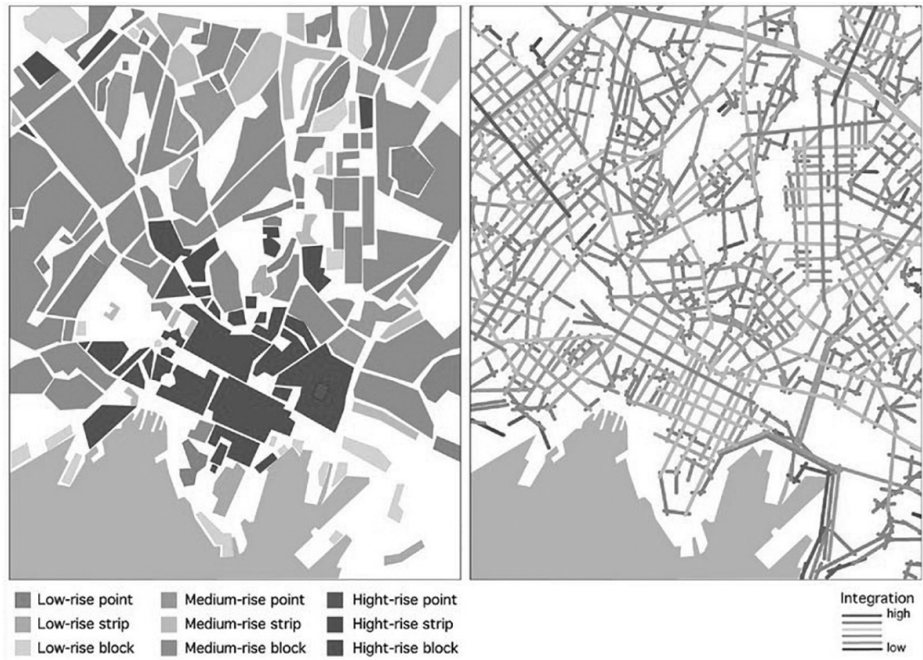 Low-rise point
Low-rise strip
Low-rise block
Medium-rise point
Medium-rise strip
Medium-rise block
Hight-rise point
Hight-rise strip
Hight-rise block
Integration
high
low